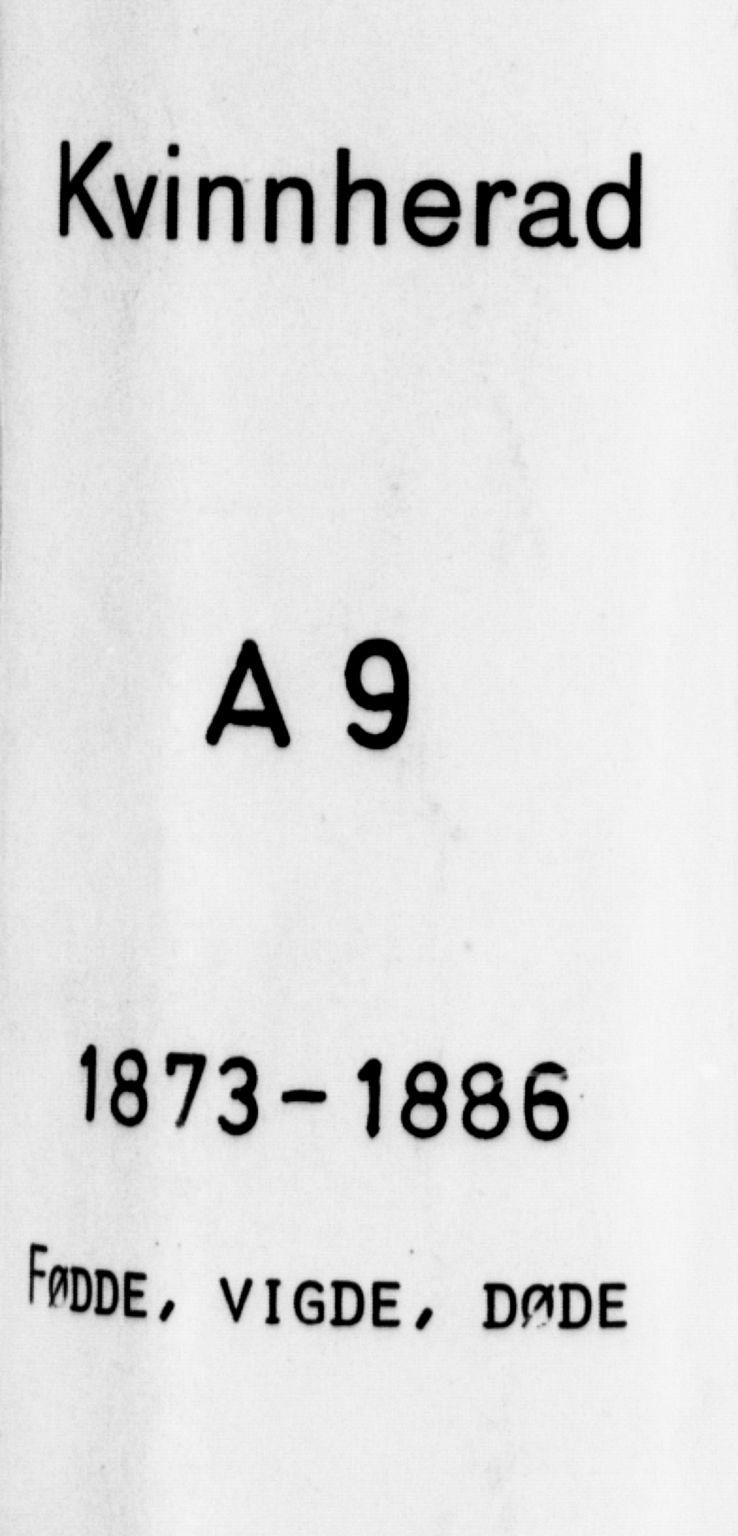 Kvinnherad
A 9
1873-1886
FØDDE, VIGDE, DØDE